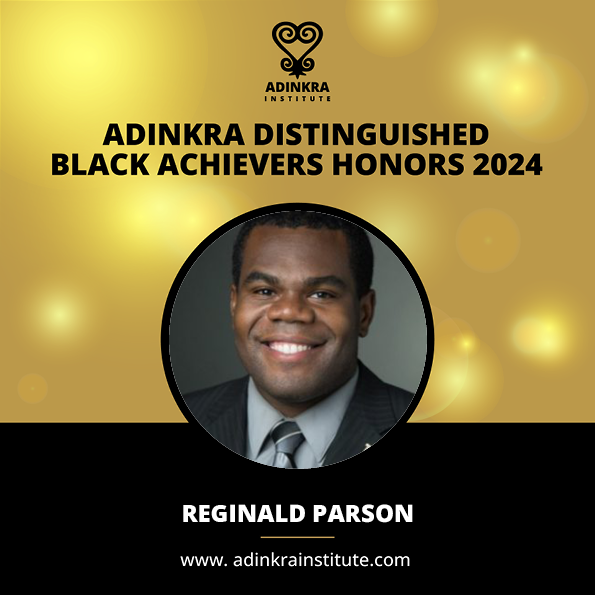 ADINKRA
INSTITUTE
ADINKRA DISTINGUISHED
BLACK ACHIEVERS HONORS 2024
REGINALD PARSON
www. adinkrainstitute.com